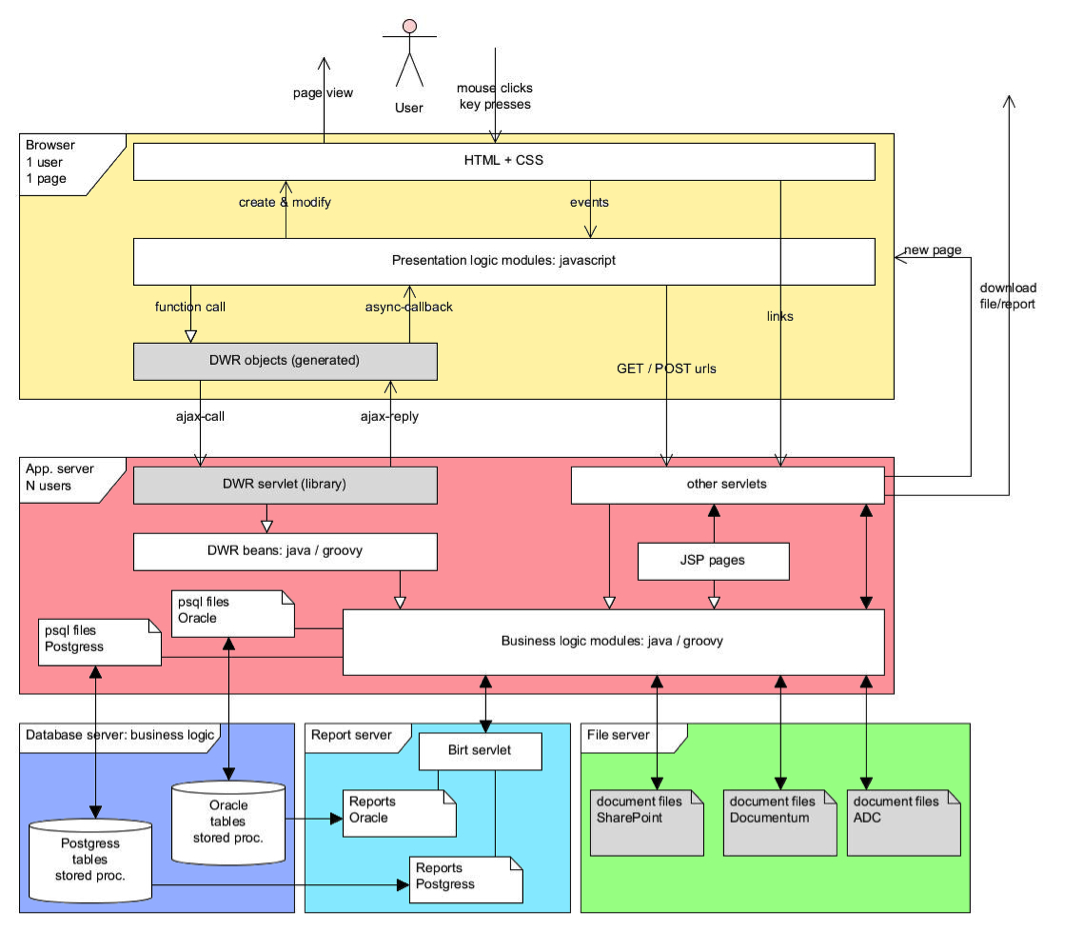 User
page view
mouse clicks
key presses
Browser
1 user
1 page
HTML + CSS
create & modify
events
new page
Presentation logic modules: javascript
download
file/report
function call
async-callback
links
DWR objects (generated)
GET / POST urls
ajax-call
ajax-reply
App. server
N users
DWR servlet (library)
other servlets
DWR beans: java / groovy
JSP pages
psql files
Oracle
psql files
Postgress
Business logic modules: java / groovy
Database server: business logic
Report server
File server
Birt servlet
Oracle
tables
stored proc.
Reports
Oracle
document files
SharePoint
document files
Documentum
document files
ADC
Postgress
tables
stored proc.
Reports
Postgress